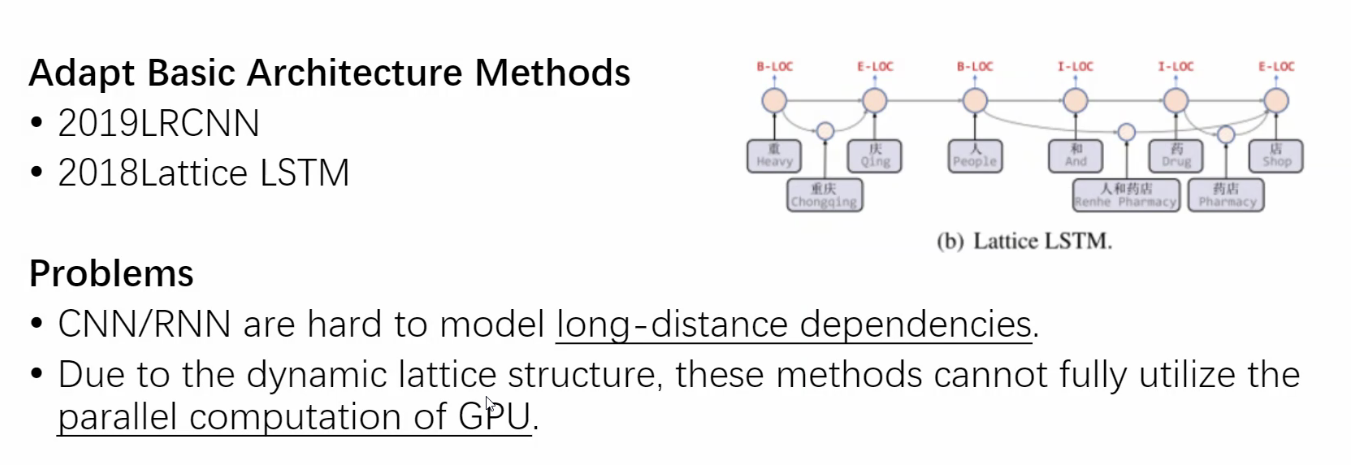 Adapt Basic Architecture Methods
• 2019LRCNN
• 2018Lattice LSTM
B-LOC E-LOC B-LOC I-LOC I-LOC E-LOC
重 庆 人 和 药 店
Heavy Qing People And Drug Shop
重庆 人和药店 药店
Chongqing Renhe Pharmacy Pharmacy
(b) Lattice LSTM.
Problems
• CNN/RNN are hard to model long-distance dependencies.
• Due to the dynamic lattice structure, these methods cannot fully utilize the
parallel computation of GPU.